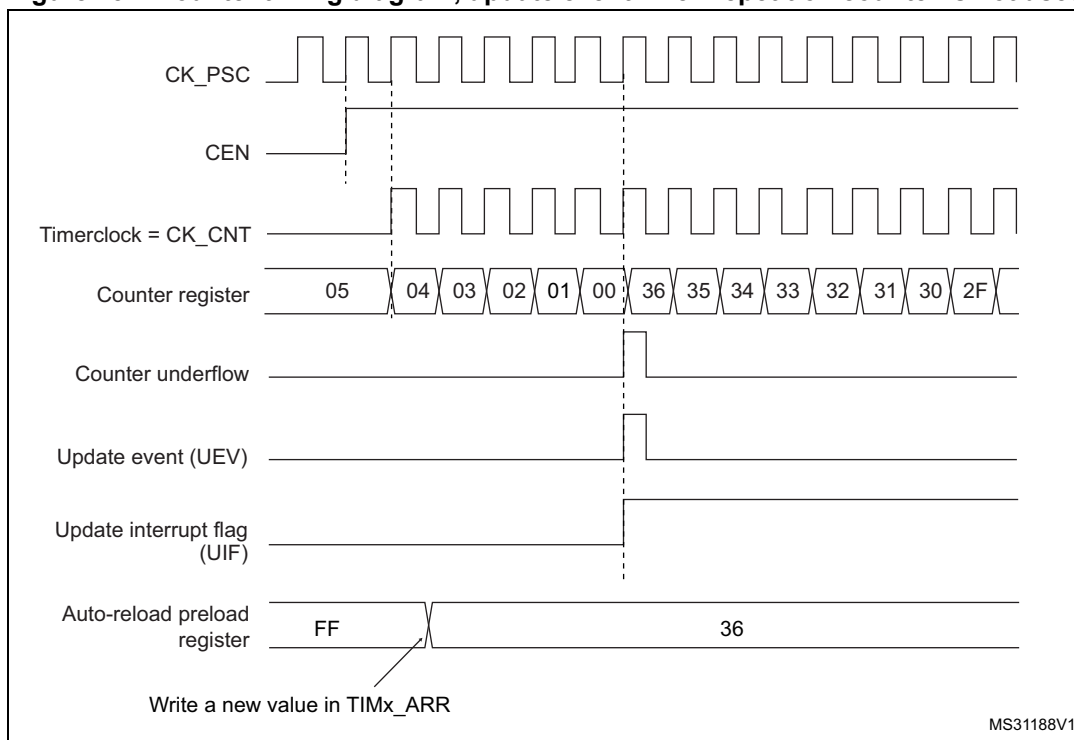 CK_PSC
CEN
Timerclock = CK_CNT
Counter register 05 04 03 02 01 00 36 35 34 33 32 31 30 2F
Counter underflow
Update event (UEV)
Update interrupt flag
(UIF)
Auto-reload preload
register
FF 36
Write a new value in TIMx_ARR
MS31188V1